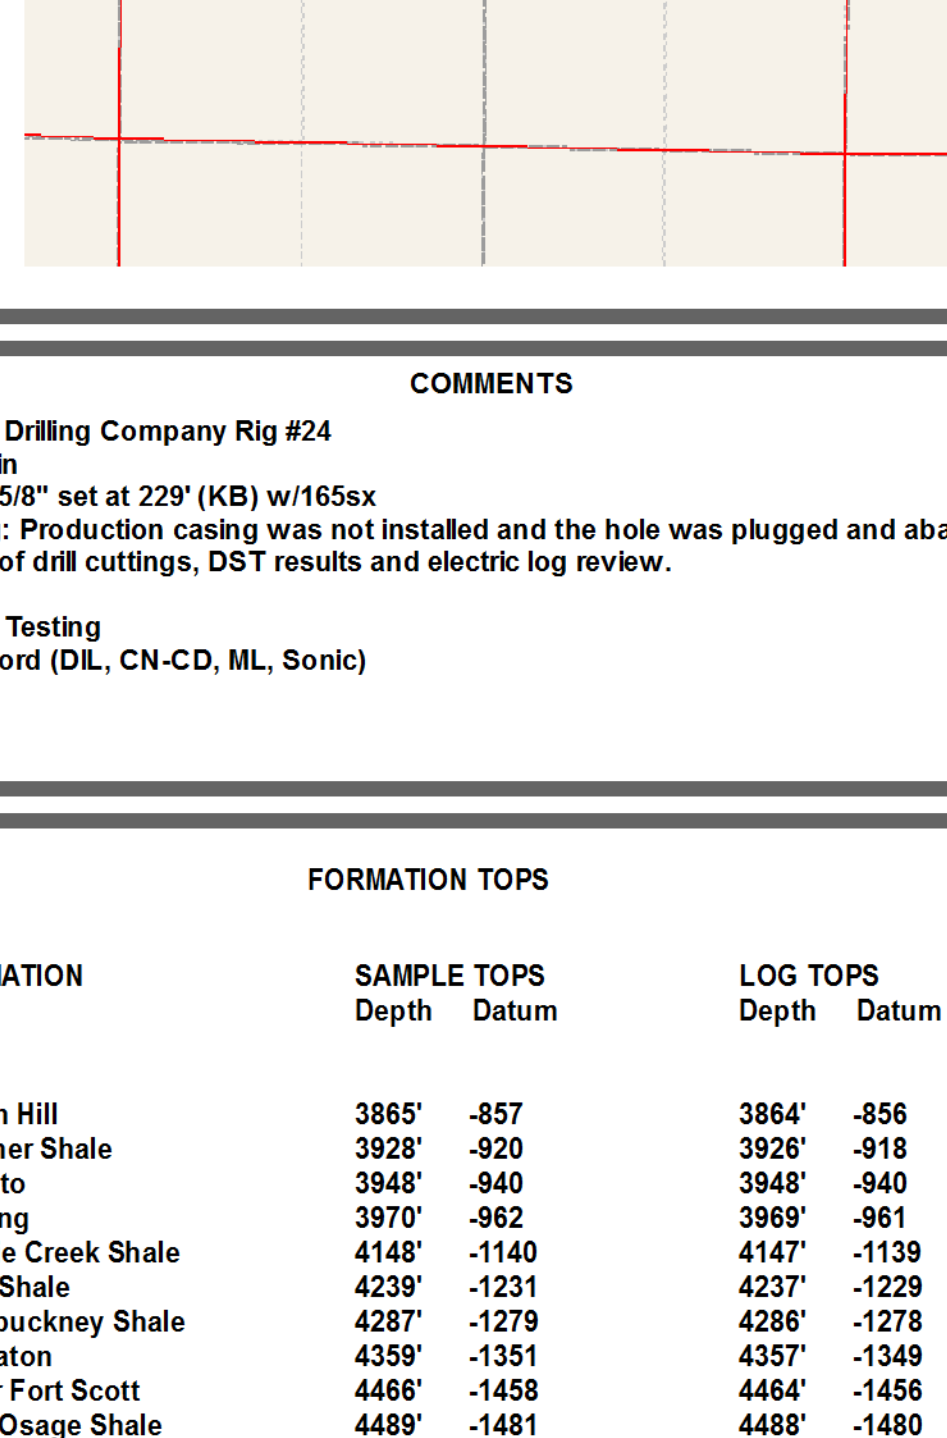 COMMENTS
Drilling Company Rig #24
in
5/8" set at 229' (KB) w/165sx
: Production casing was not installed and the hole was plugged and aba
of drill cuttings, DST results and electric log review.
Testing
ord (DIL, CN-CD, ML, Sonic)
FORMATION TOPS
MATION SAMPLE TOPS LOG TOPS
Depth Datum Depth Datum
n Hill 3865' -857 3864' -856
ner Shale 3928' -920 3926' -918
to 3948' -940 3948' -940
ng 3970' -962 3969' -961
e Creek Shale 4148' -1140 4147' -1139
Shale 4239' -1231 4237' -1229
buckney Shale 4287' -1279 4286' -1278
aton 4359' -1351 4357' -1349
r Fort Scott 4466' -1458 4464' -1456
Osage Shale 4489' -1481 4488' -1480